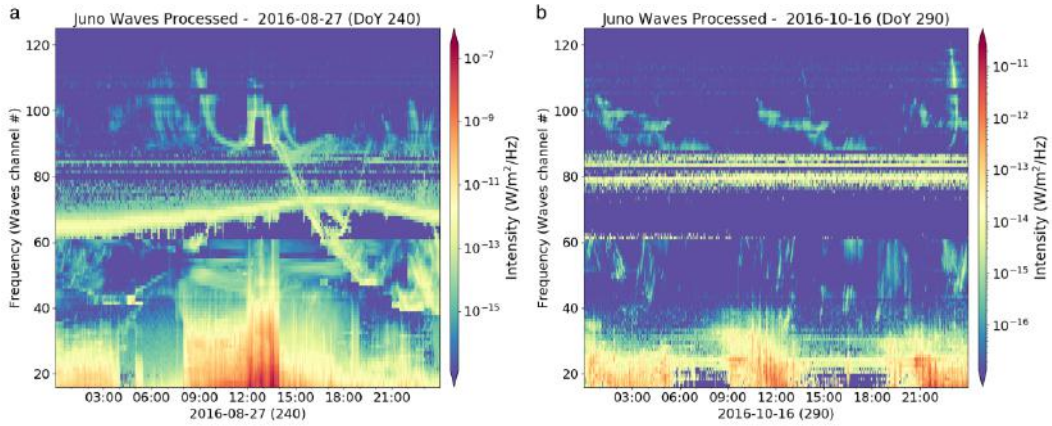 a
Juno Waves Processed - 2016-08-27 (DoY 240)
Frequency (Waves channel #)
120
100
80
60
40
20
03:00 06:00 09:00 12:00 15:00 18:00 21:00
2016-08-27 (240)
10⁻⁷
10⁻⁹
10⁻¹¹
10⁻¹³
10⁻¹⁵
Intensity (W/m²/Hz)
b
Juno Waves Processed - 2016-10-16 (DoY 290)
Frequency (Waves channel #)
120
100
80
60
40
20
03:00 06:00 09:00 12:00 15:00 18:00 21:00
2016-10-16 (290)
10⁻¹¹
10⁻¹²
10⁻¹³
10⁻¹⁴
10⁻¹⁵
10⁻¹⁶
Intensity (W/m²/Hz)